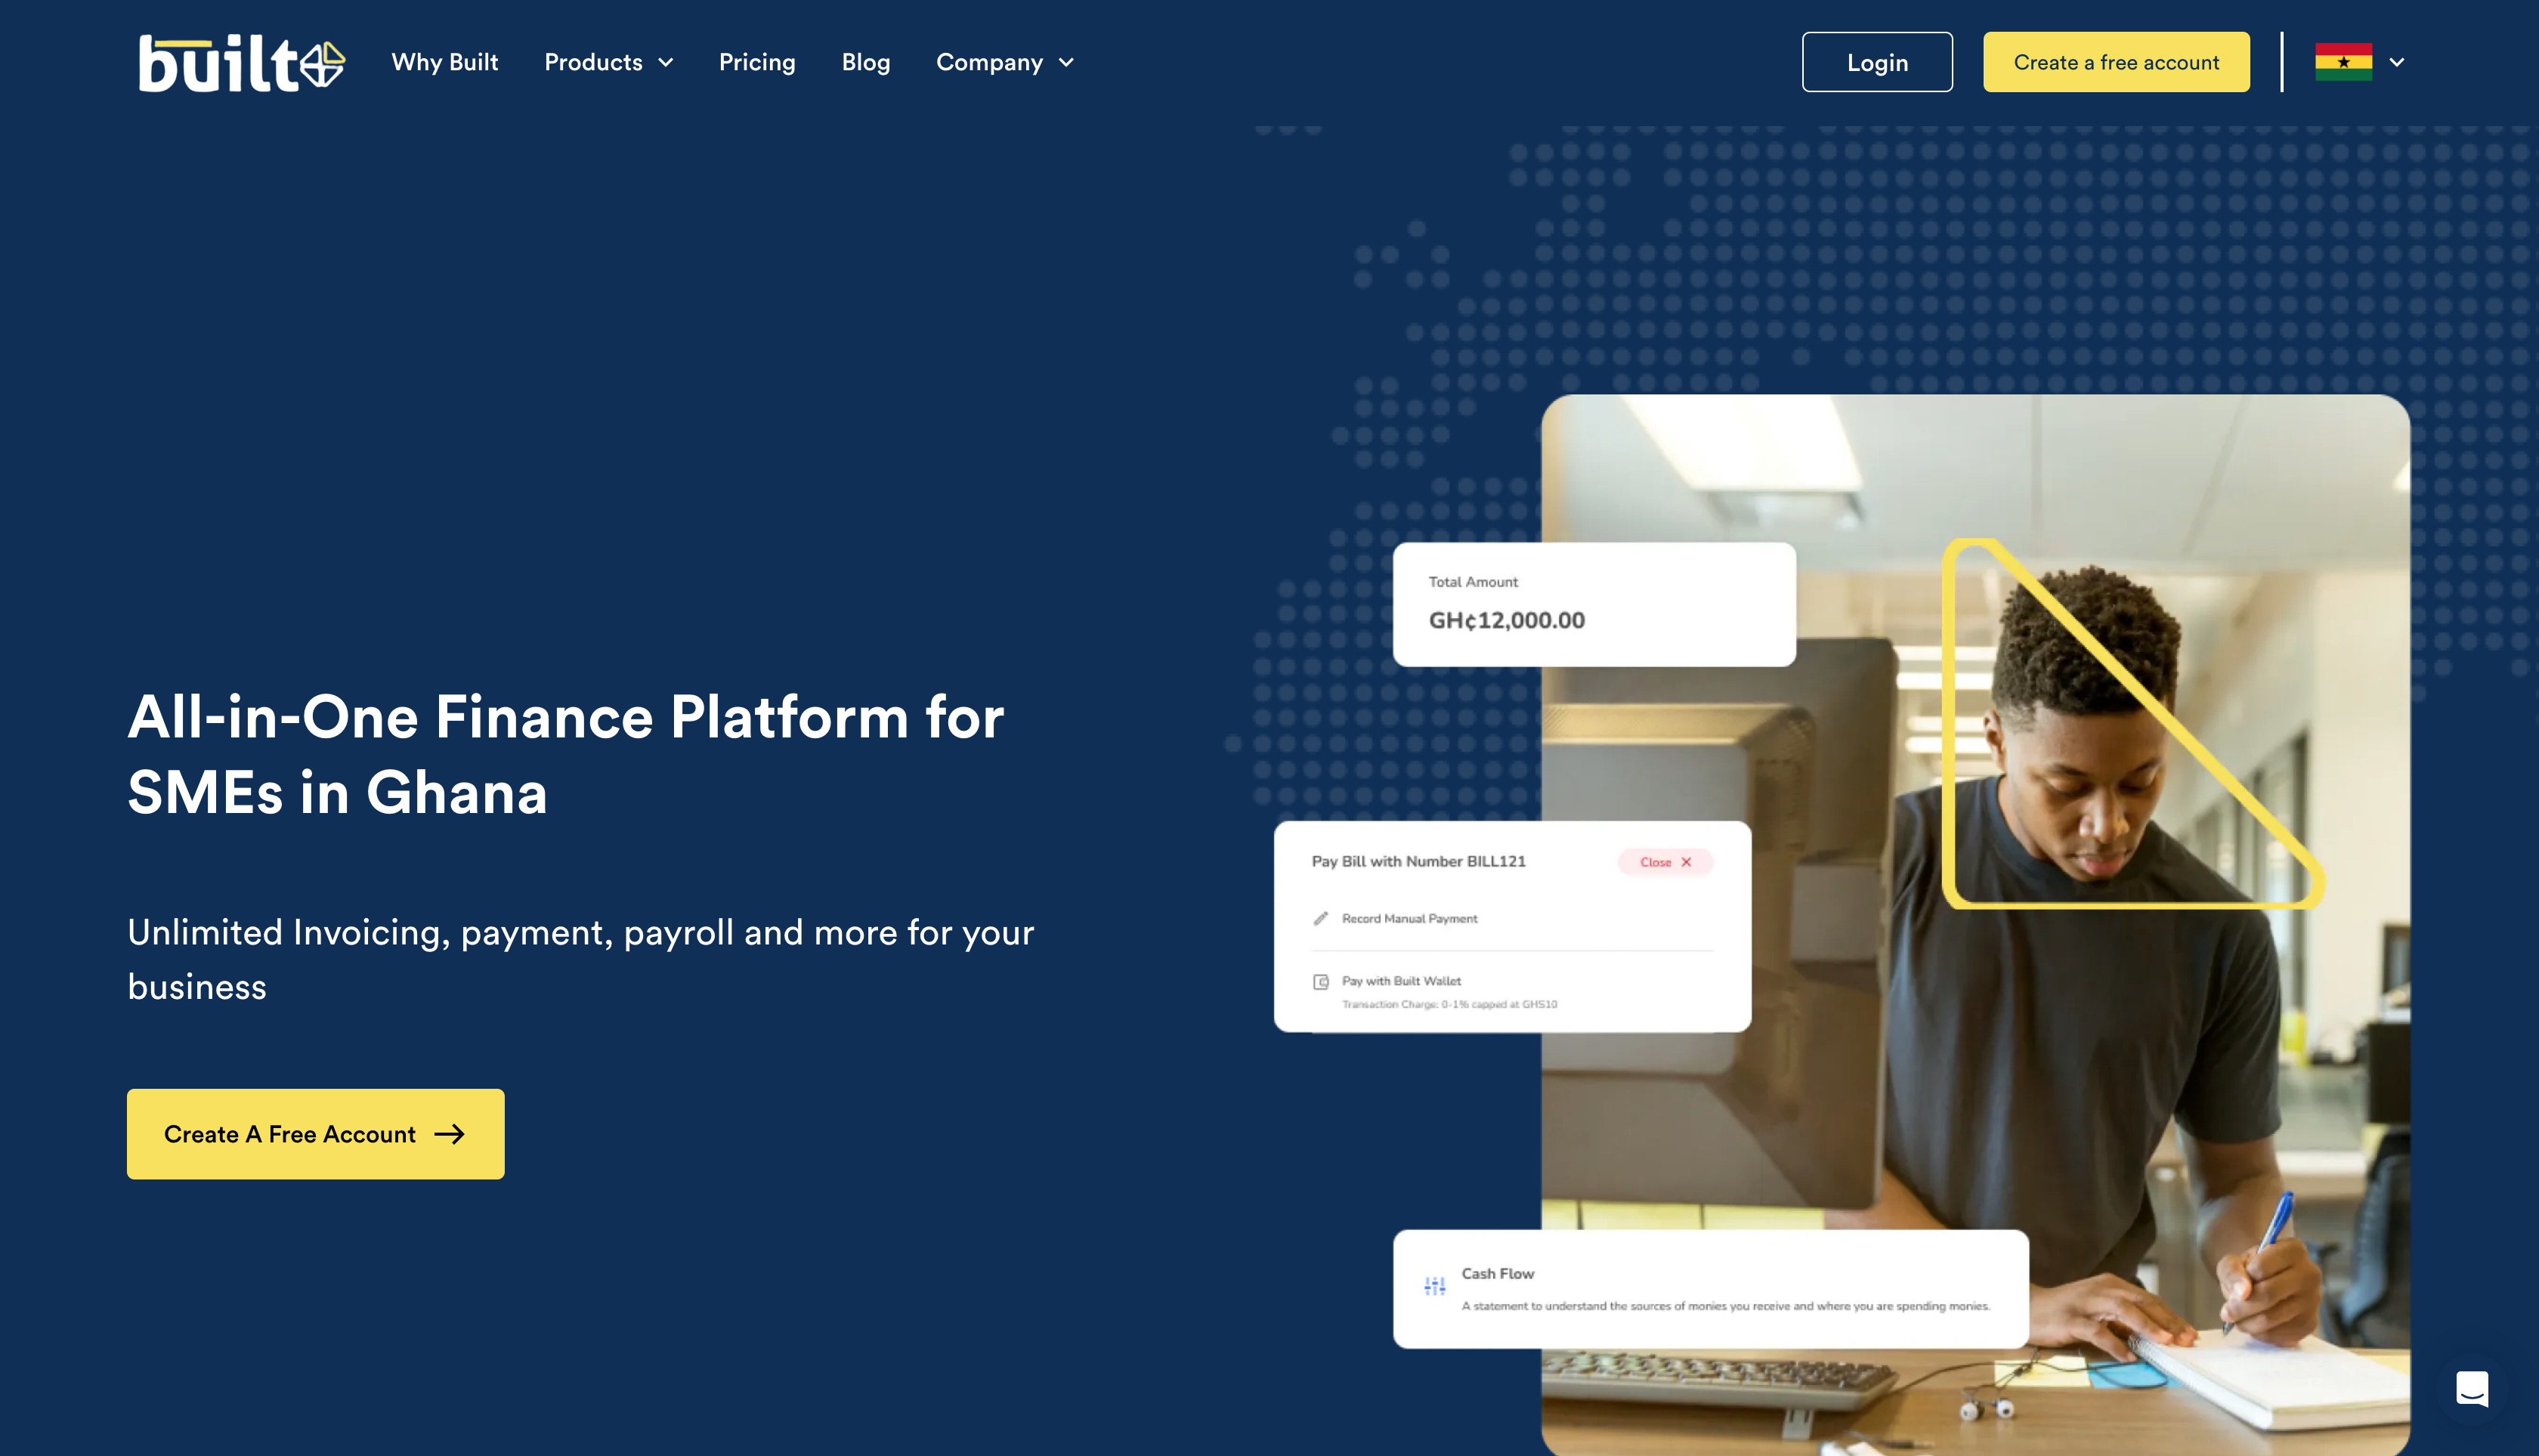 built
Why Built
Products
Pricing
Blog
Company
Login
Create a free account
All-in-One Finance Platform for
SMEs in Ghana
Unlimited Invoicing, payment, payroll and more for your
business
Create A Free Account
Total Amount
GH¢12,000.00
Pay Bill with Number BILL121
Close
Record Manual Payment
Pay with Built Wallet
Transaction Charge: 0-1% capped at GHS10
Cash Flow
A statement to understand the sources of monies you receive and where you are spending monies.